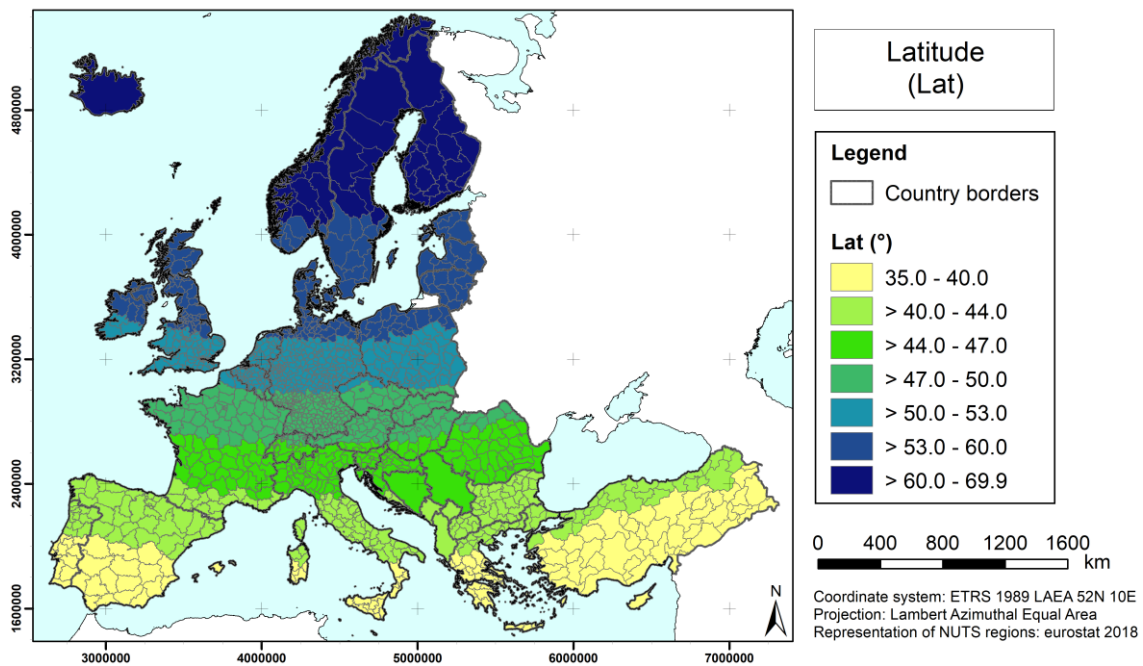 Latitude
(Lat)
Legend
Country borders
Lat (°)
35.0 - 40.0
> 40.0 - 44.0
> 44.0 - 47.0
> 47.0 - 50.0
> 50.0 - 53.0
> 53.0 - 60.0
> 60.0 - 69.9
0 400 800 1200 1600
km
Coordinate system: ETRS 1989 LAEA 52N 10E
Projection: Lambert Azimuthal Equal Area
Representation of NUTS regions: eurostat 2018
N
4800000
4000000
3200000
2400000
1600000
3000000 4000000 5000000 6000000 7000000